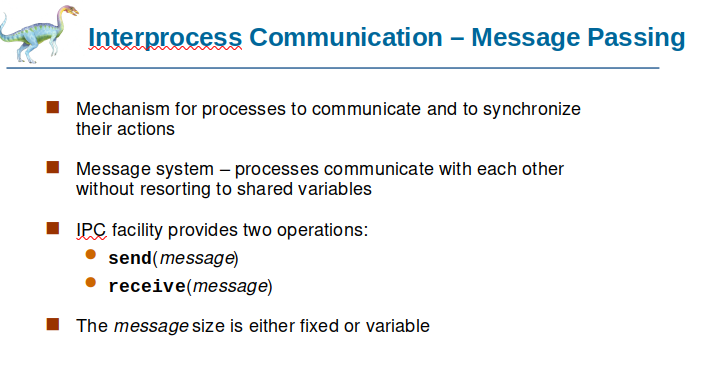 Interprocess Communication – Message Passing
Mechanism for processes to communicate and to synchronize
their actions
Message system – processes communicate with each other
without resorting to shared variables
IPC facility provides two operations:
send(message)
receive(message)
The message size is either fixed or variable